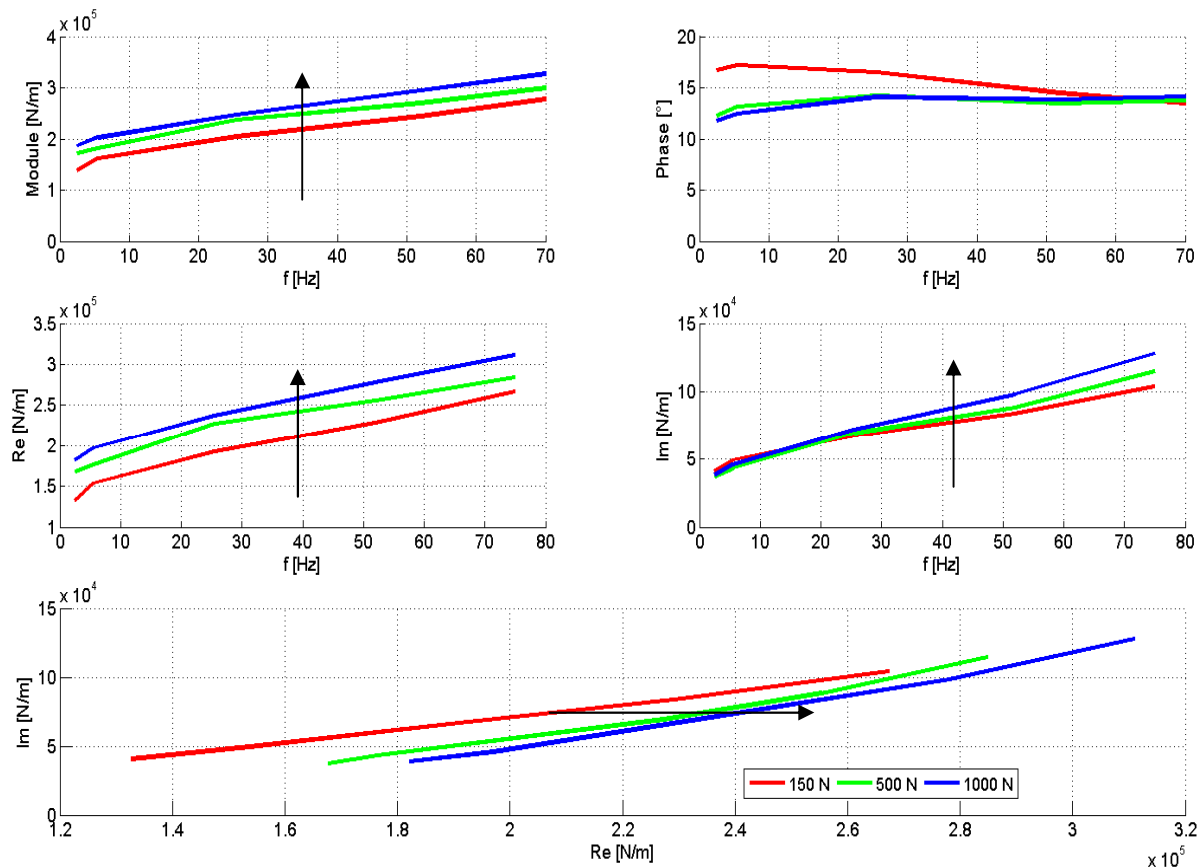 x 10^5
Module [N/m]
4
3
2
1
0
0 10 20 30 40 50 60 70
f [Hz]
Phase [°]
20
15
10
5
0
0 10 20 30 40 50 60 70
f [Hz]
x 10^5
Re [N/m]
3.5
3
2.5
2
1.5
1
0 10 20 30 40 50 60 70 80
f [Hz]
x 10^4
Im [N/m]
15
10
5
0
0 10 20 30 40 50 60 70 80
f [Hz]
x 10^4
Im [N/m]
15
10
5
0
150 N 500 N 1000 N
1.2 1.4 1.6 1.8 2 2.2 2.4 2.6 2.8 3 3.2
Re [N/m]
x 10^5